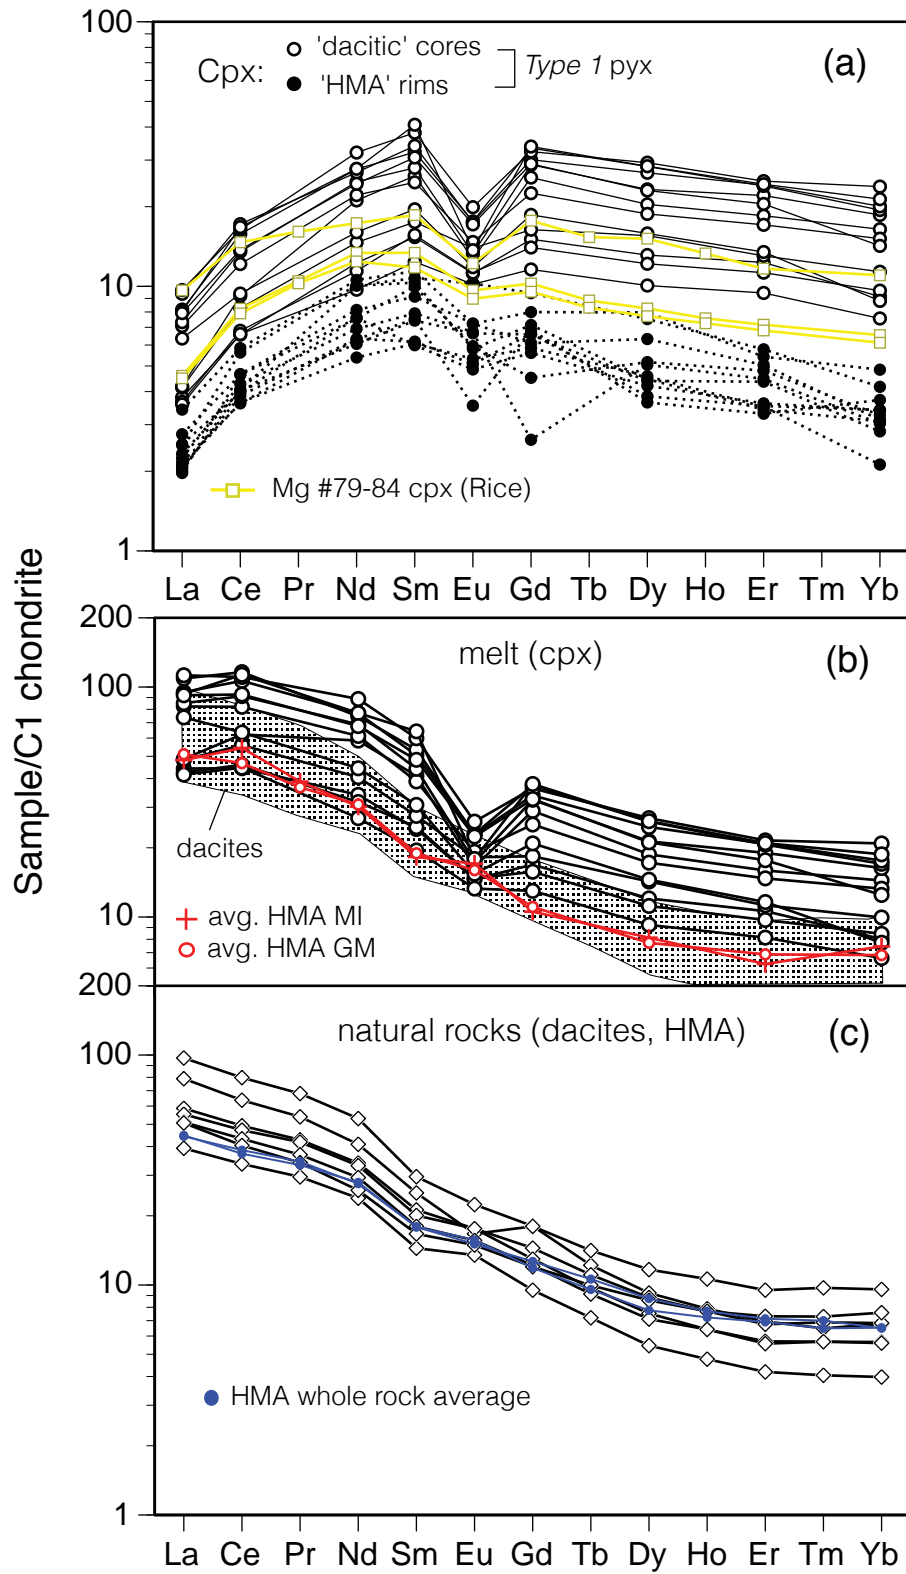 100
Cpx:
'dacitic' cores
'HMA' rims
Type 1 pyx
(a)
10
Mg #79-84 cpx (Rice)
1
La Ce Pr Nd Sm Eu Gd Tb Dy Ho Er Tm Yb
Sample/C1 chondrite
200
melt (cpx)
(b)
100
dacites
avg. HMA MI
10
avg. HMA GM
200
natural rocks (dacites, HMA)
(c)
100
10
HMA whole rock average
1
La Ce Pr Nd Sm Eu Gd Tb Dy Ho Er Tm Yb